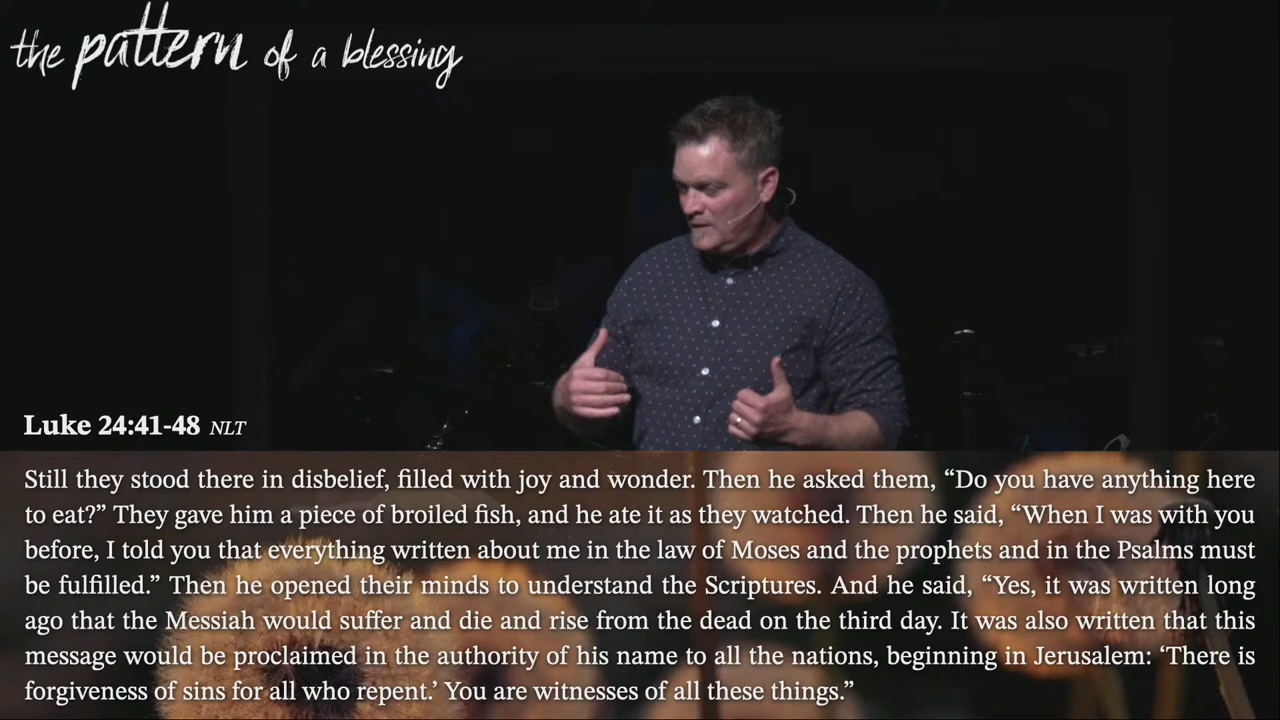 the pattern of a blessing
Luke 24:41-48 NLT
Still they stood there in disbelief, filled with joy and wonder. Then he asked them, “Do you have anything here
to eat?” They gave him a piece of broiled fish, and he ate it as they watched. Then he said, “When I was with you
before, I told you that everything written about me in the law of Moses and the prophets and in the Psalms must
be fulfilled.” Then he opened their minds to understand the Scriptures. And he said, “Yes, it was written long
ago that the Messiah would suffer and die and rise from the dead on the third day. It was also written that this
message would be proclaimed in the authority of his name to all the nations, beginning in Jerusalem: ‘There is
forgiveness of sins for all who repent.’ You are witnesses of all these things.”